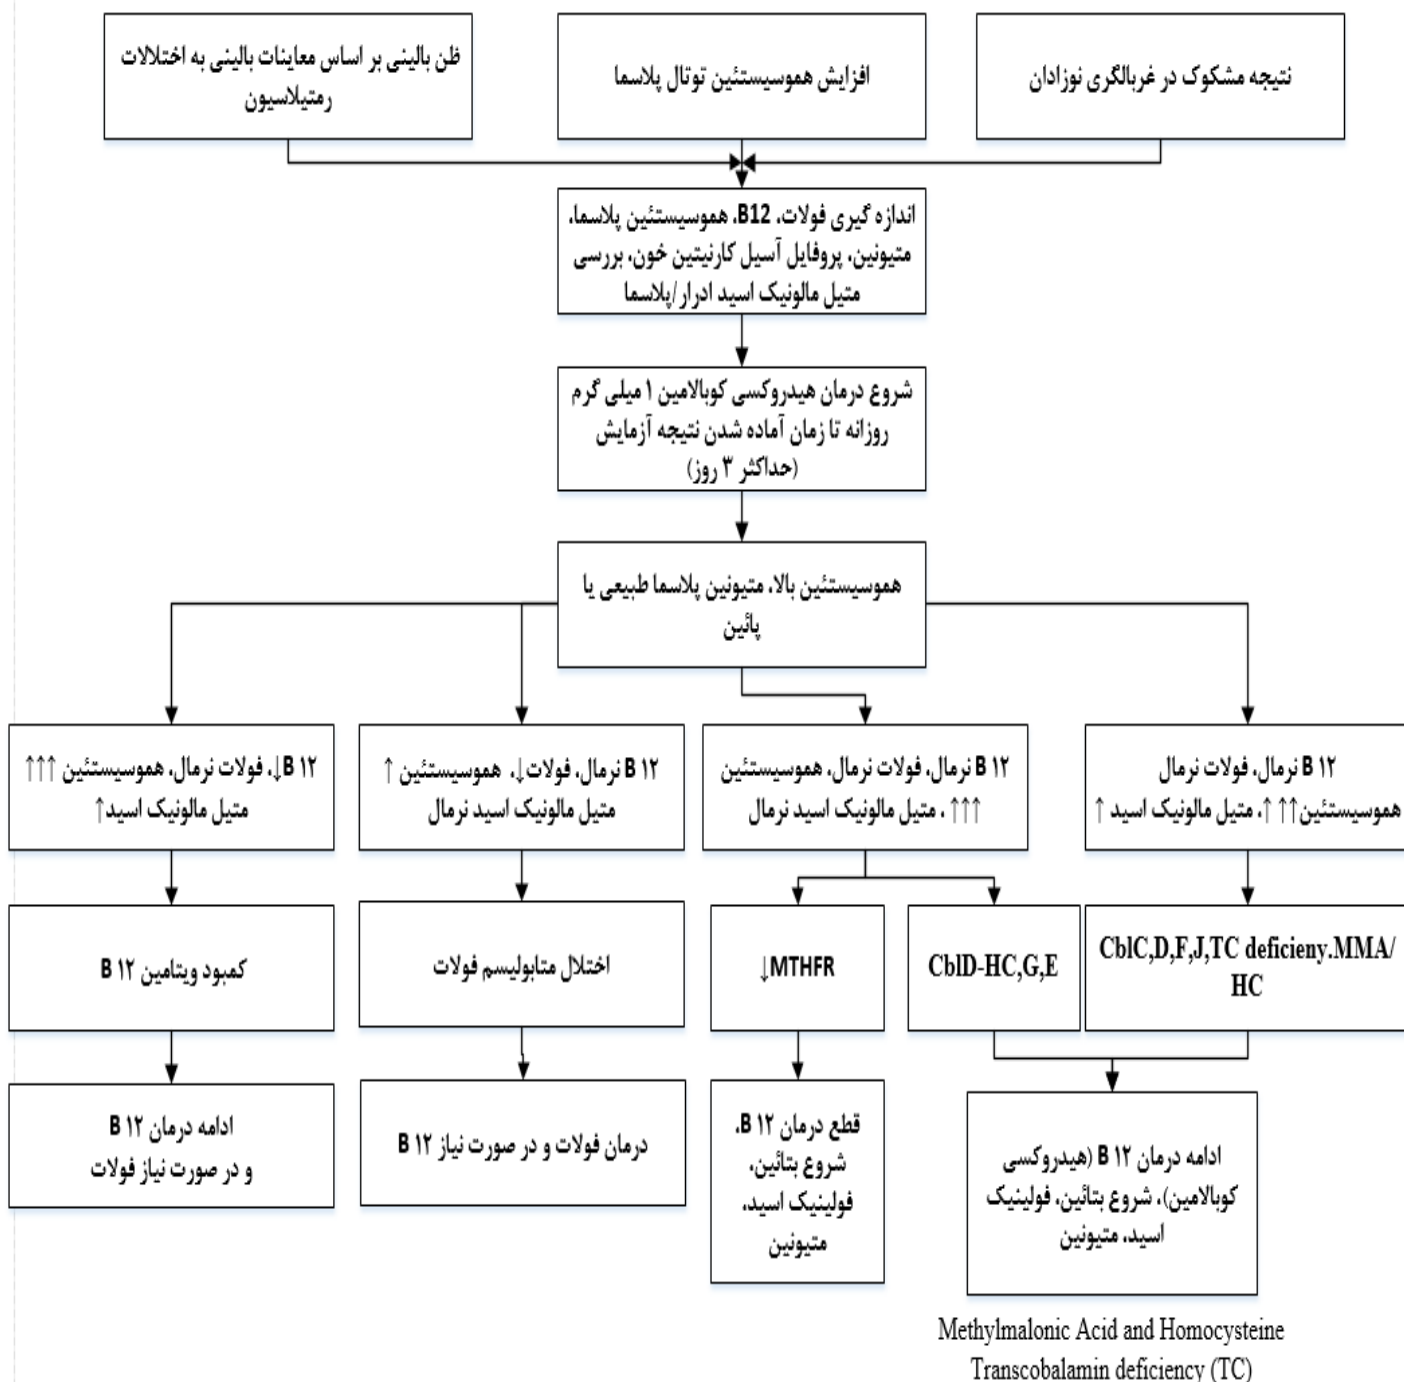 نتیجه مشکوک در غربالگری نوزادان
افزایش هموسیستئین توتال پلاسما
ظن بالینی بر اساس معاینات بالینی به اختلالات
رمتیلاسیون
اندازه گیری فولات، B12، هموسیستئین پلاسما،
متیونین، پروفایل آسیل کارنیتین خون، بررسی
متیل مالونیک اسید ادرار/پلاسما
شروع درمان هیدروکسی کوبالامین ۱ میلی گرم
روزانه تا زمان آماده شدن نتیجه آزمایش
(حداکثر ۳ روز)
هموسیستئین بالا، متیونین پلاسما طبیعی یا
پائین
B ۱۲ نرمال، فولات نرمال
هموسیستئین↑↑ ↑، متیل مالونیک اسید ↑
B ۱۲ نرمال، فولات نرمال، هموسیستئین
↑↑↑ ، متیل مالونیک اسید نرمال
B ۱۲ نرمال، فولات↓، هموسیستئین ↑
متیل مالونیک اسید نرمال
B ۱۲↓، فولات نرمال، هموسیستئین ↑↑↑
متیل مالونیک اسید↑
CblC,D,F,J,TC deficieny.MMA/
HC
CblD-HC,G,E
↓MTHFR
اختلال متابولیسم فولات
کمبود ویتامین B ۱۲
ادامه درمان B ۱۲ (هیدروکسی
کوبالامین)، شروع بتائین، فولینیک
اسید، متیونین
قطع درمان B ۱۲،
شروع بتائین،
فولینیک اسید،
متیونین
درمان فولات و در صورت نیاز B ۱۲
ادامه درمان B ۱۲
و در صورت نیاز فولات
Methylmalonic Acid and Homocysteine
Transcobalamin deficiency (TC)